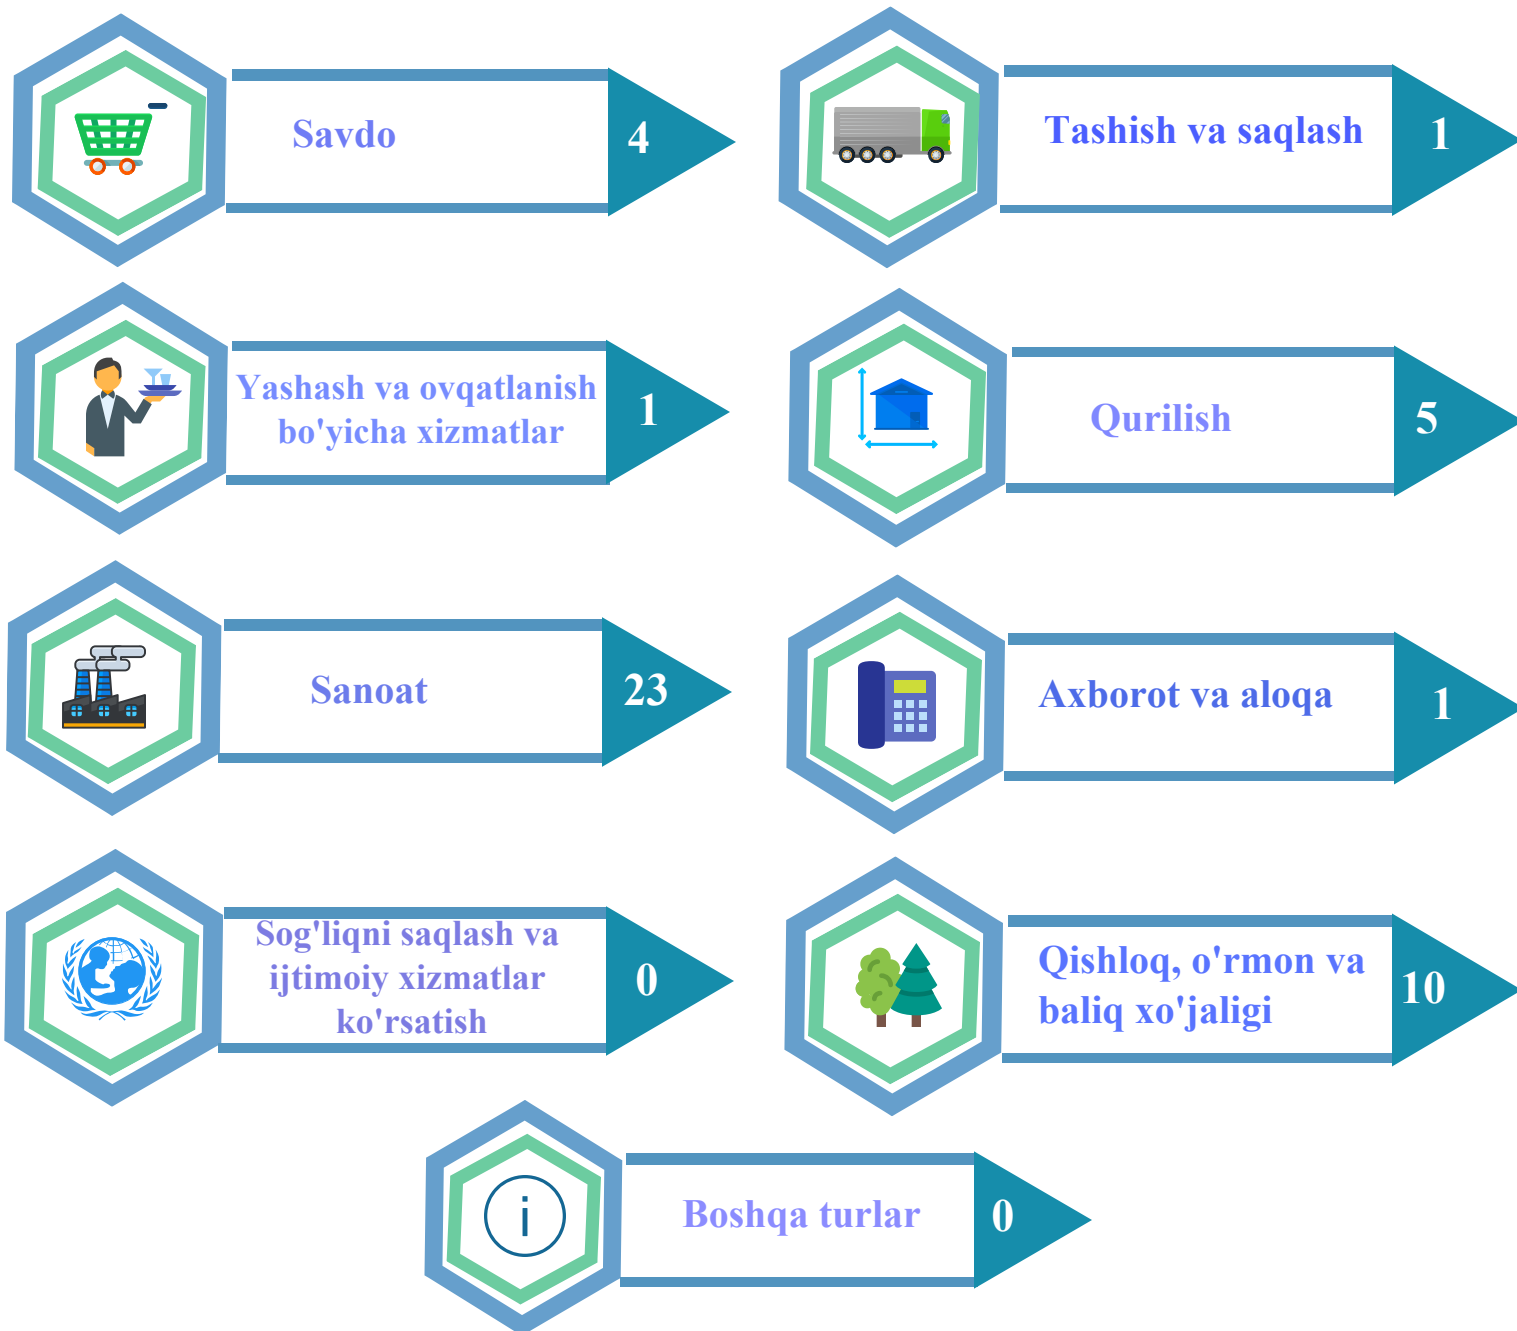 Savdo
4
Tashish va saqlash
1
Yashash va ovqatlanish
bo'yicha xizmatlar
1
Qurilish
5
Sanoat
23
Axborot va aloqa
1
Sog'liqni saqlash va
ijtimoiy xizmatlar
ko'rsatish
0
Qishloq, o'rmon va
baliq xo'jaligi
10
i
Boshqa turlar
0